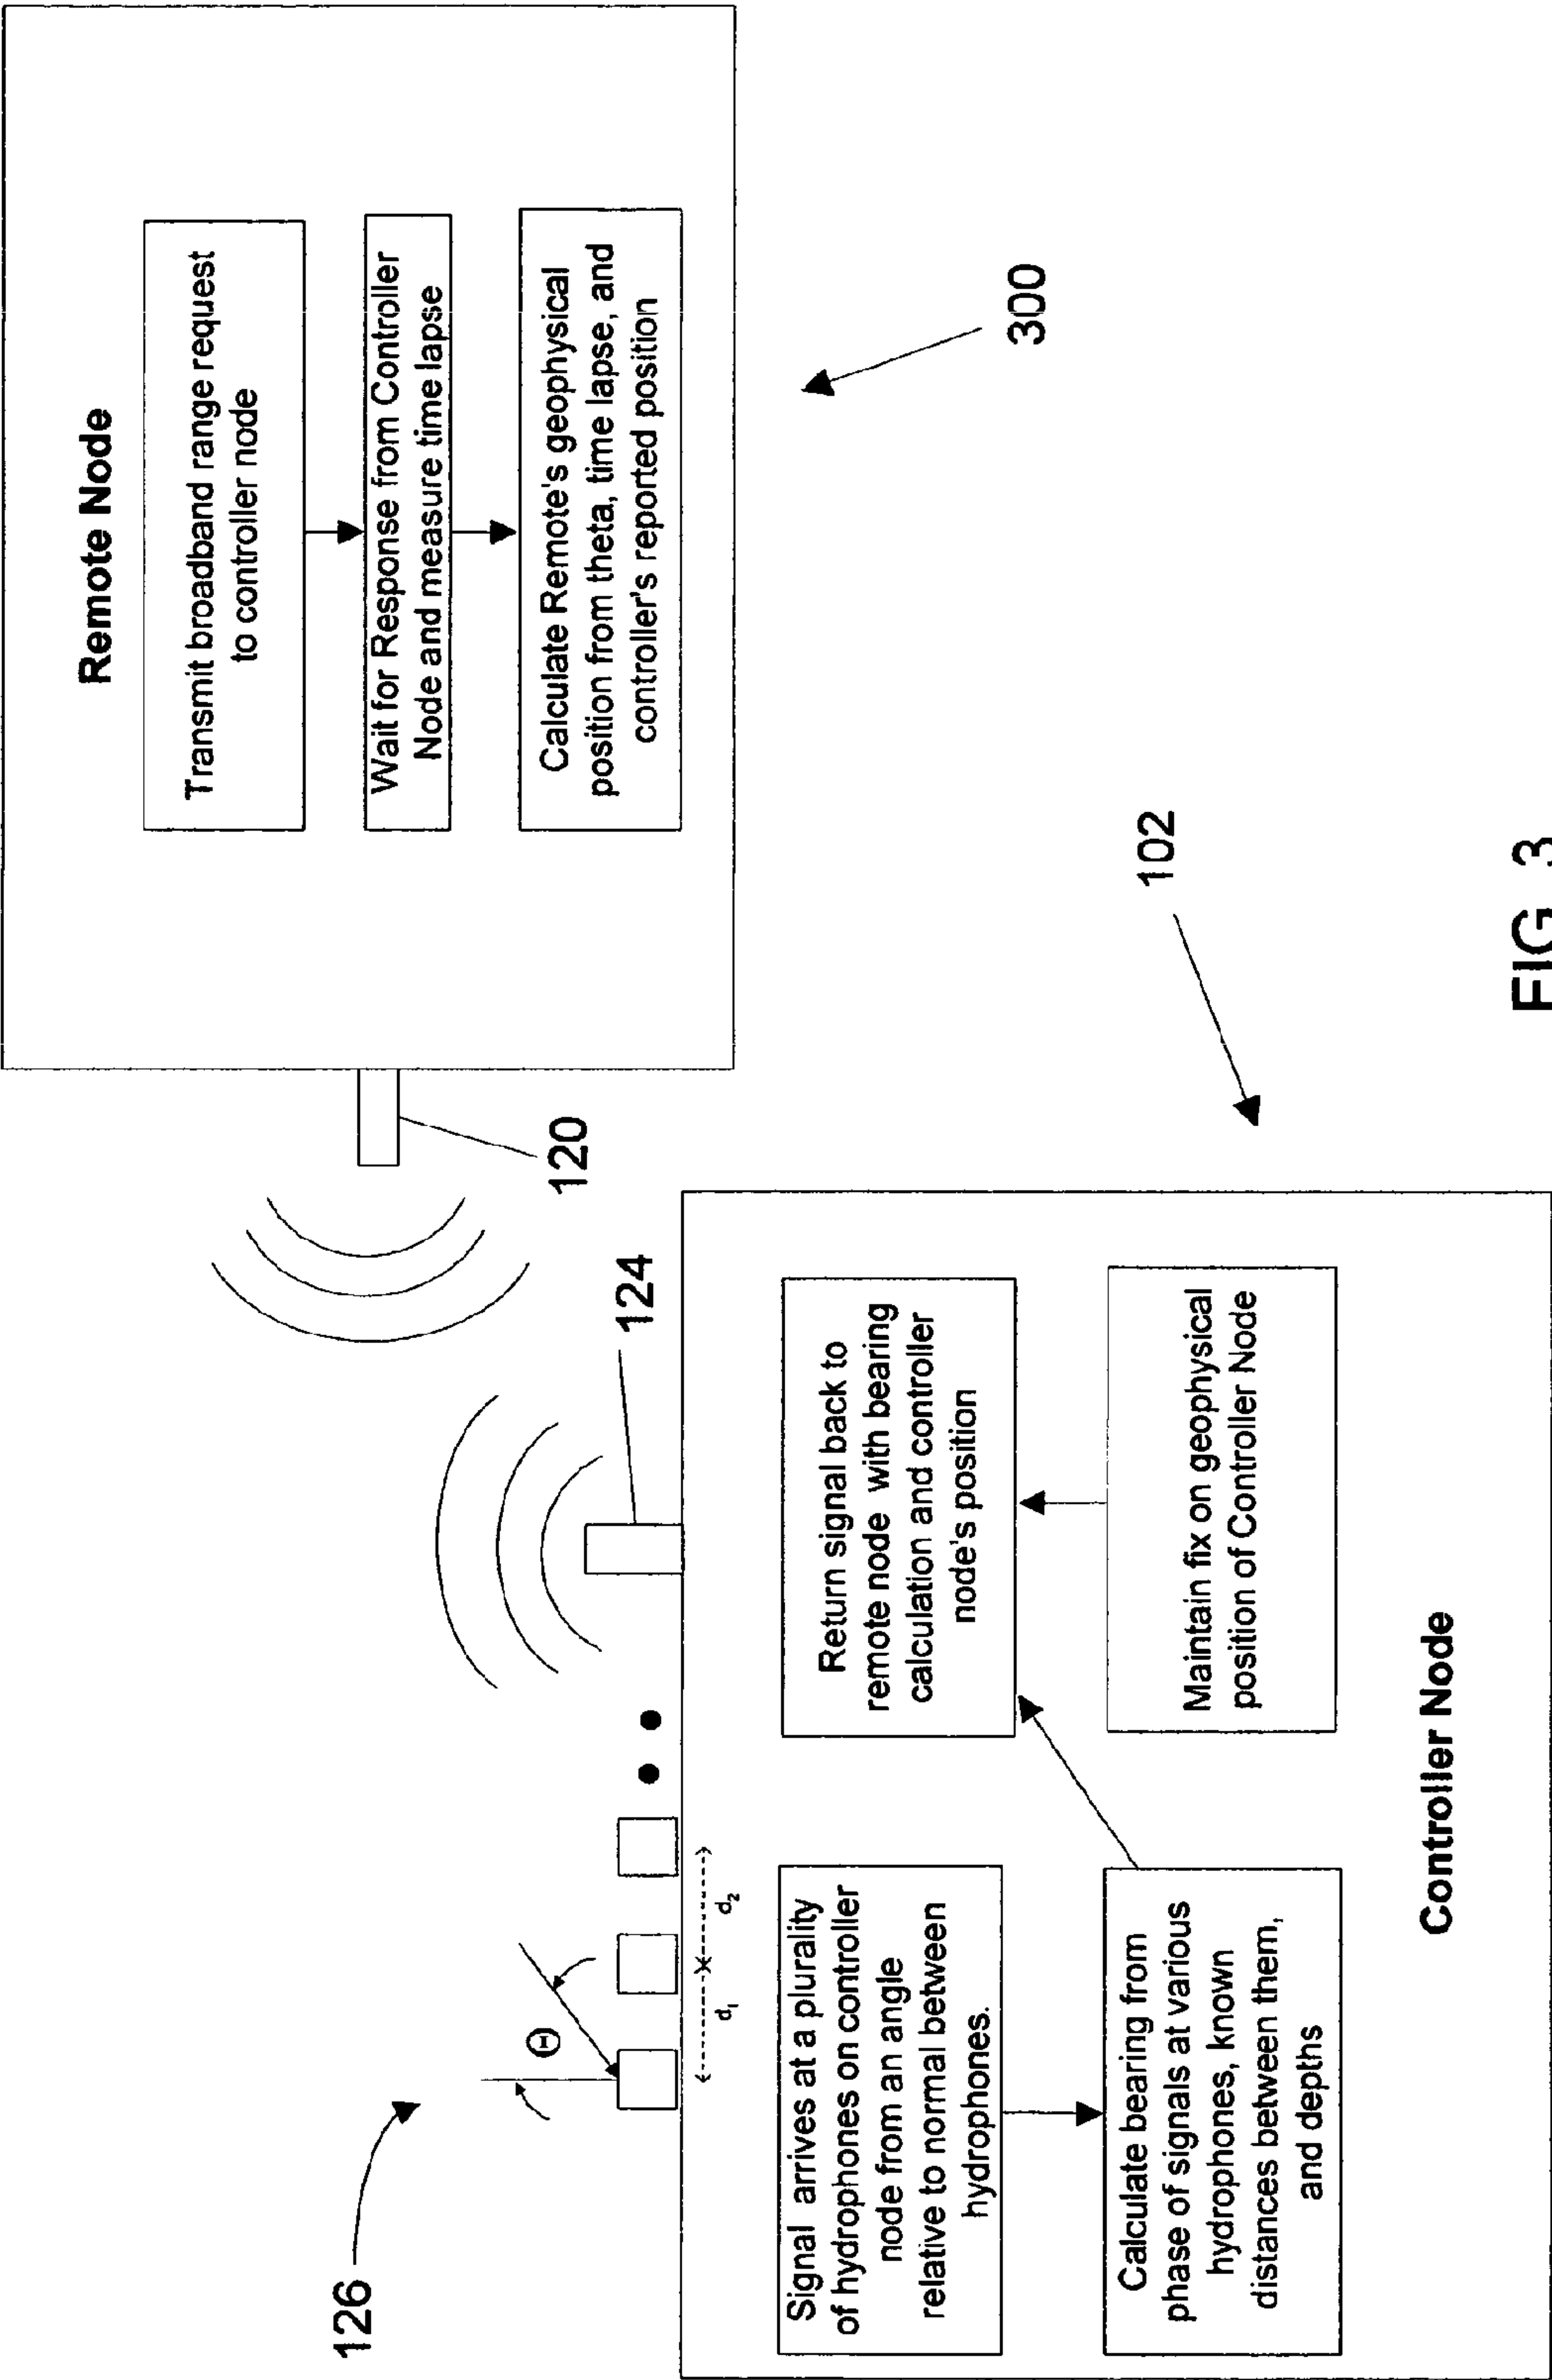 Remote Node
Transmit broadband range request
to controller node
Wait for Response from Controller
Node and measure time lapse
Calculate Remote's geophysical
position from theta, time lapse, and
controller's reported position
300
120
124
126
Θ
d₁
d₂
102
Signal arrives at a plurality
of hydrophones on controller
node from an angle
relative to normal between
hydrophones.
Calculate bearing from
phase of signals at various
hydrophones, known
distances between them,
and depths
Return signal back to
remote node with bearing
calculation and controller
node's position
Maintain fix on geophysical
position of Controller Node
Controller Node
FIG. 3